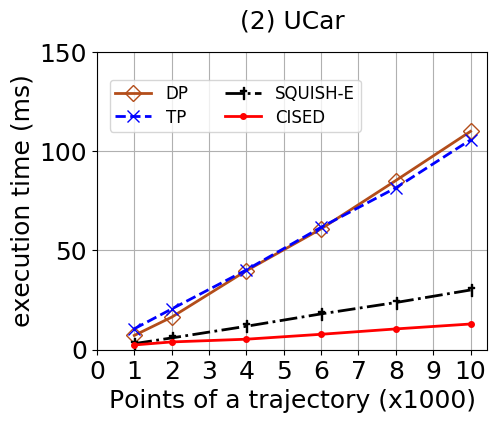 (2) UCar
execution time (ms)
150
100
50
0
DP
TP
SQUISH-E
CISED
0 1 2 3 4 5 6 7 8 9 10
Points of a trajectory (x1000)